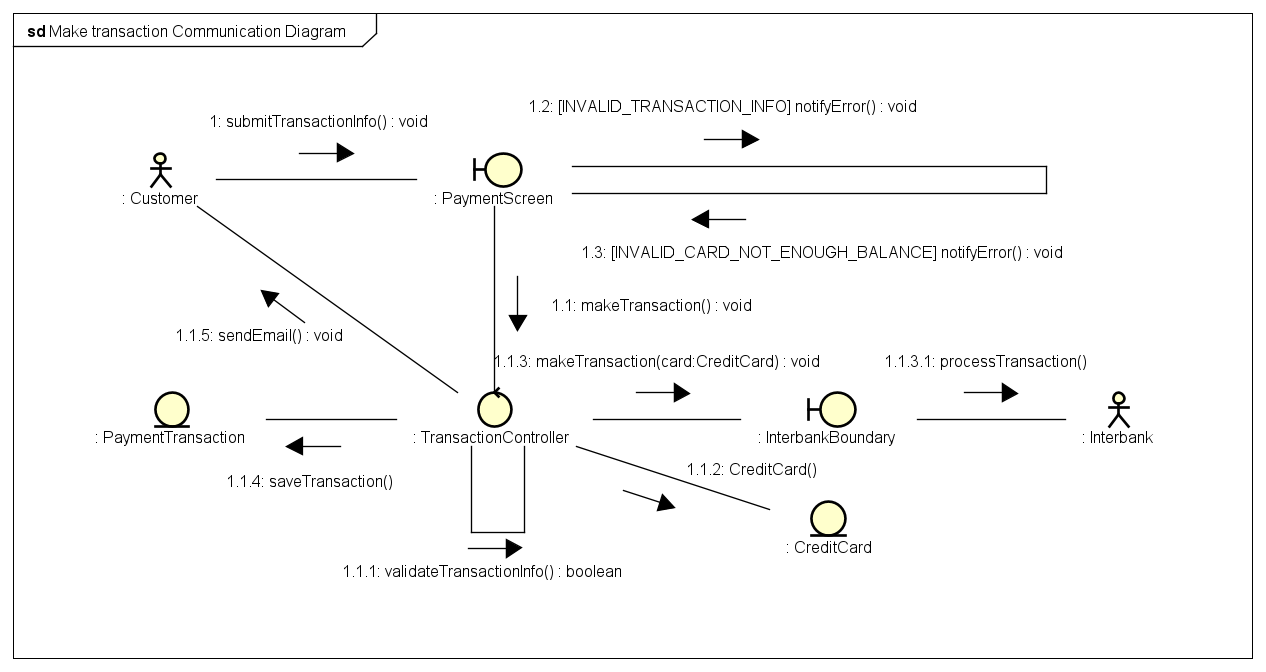 sd Make transaction Communication Diagram
1.2: [INVALID_TRANSACTION_INFO] notifyError() : void
1: submitTransactionInfo() : void
: Customer
: PaymentScreen
1.3: [INVALID_CARD_NOT_ENOUGH_BALANCE] notifyError() : void
1.1: makeTransaction() : void
1.1.5: sendEmail() : void
1.1.3: makeTransaction(card:CreditCard) : void
1.1.3.1: processTransaction()
: PaymentTransaction
: TransactionController
: InterbankBoundary
: Interbank
1.1.2: CreditCard()
1.1.4: saveTransaction()
: CreditCard
1.1.1: validateTransactionInfo() : boolean